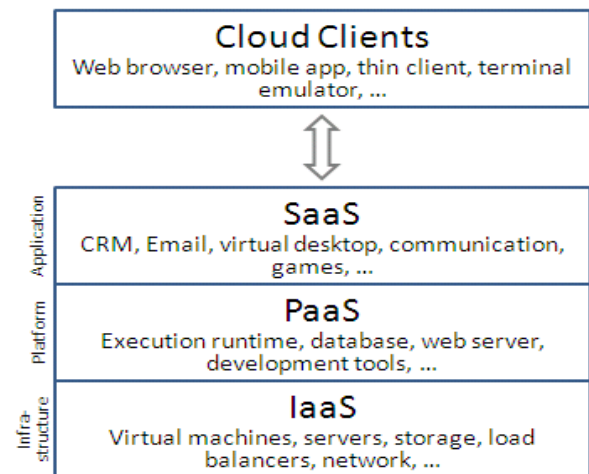 Cloud Clients
Web browser, mobile app, thin client, terminal
emulator, ...
Application
SaaS
CRM, Email, virtual desktop, communication,
games, ...
Platform
PaaS
Execution runtime, database, web server,
development tools, ...
Infra-
structure
IaaS
Virtual machines, servers, storage, load
balancers, network, ...